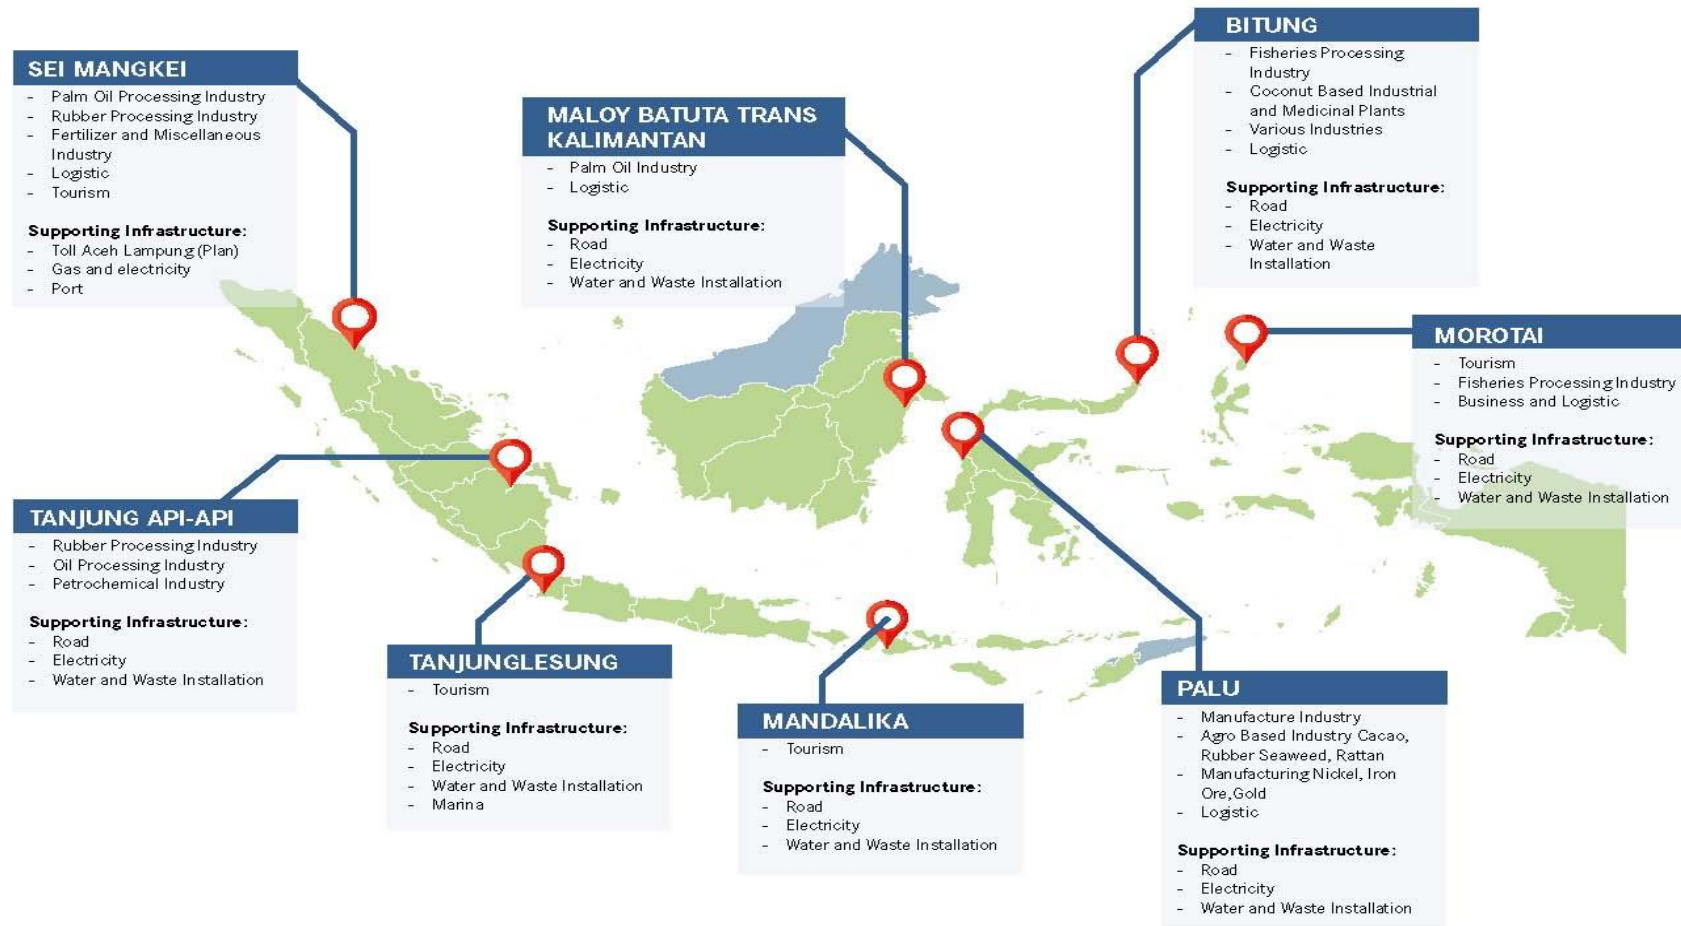 SEI MANGKEI
- Palm Oil Processing Industry
- Rubber Processing Industry
- Fertilizer and Miscellaneous
Industry
- Logistic
- Tourism
Supporting Infrastructure:
- Toll Aceh Lampung (Plan)
- Gas and electricity
- Port
MALOY BATUTA TRANS
KALIMANTAN
- Palm Oil Industry
- Logistic
Supporting Infrastructure:
- Road
- Electricity
- Water and Waste Installation
BITUNG
- Fisheries Processing
Industry
- Coconut Based Industrial
and Medicinal Plants
- Various Industries
- Logistic
Supporting Infrastructure:
- Road
- Electricity
- Water and Waste
Installation
MOROTAI
- Tourism
- Fisheries Processing Industry
- Business and Logistic
Supporting Infrastructure:
- Road
- Electricity
- Water and Waste Installation
TANJUNG API-API
- Rubber Processing Industry
- Oil Processing Industry
- Petrochemical Industry
Supporting Infrastructure:
- Road
- Electricity
- Water and Waste Installation
TANJUNGLESUNG
- Tourism
Supporting Infrastructure:
- Road
- Electricity
- Water and Waste Installation
- Marina
MANDALIKA
- Tourism
Supporting Infrastructure:
- Road
- Electricity
- Water and Waste Installation
PALU
- Manufacture Industry
- Agro Based Industry Cacao,
Rubber Seaweed, Rattan
- Manufacturing Nickel, Iron
Ore,Gold
- Logistic
Supporting Infrastructure:
- Road
- Electricity
- Water and Waste Installation